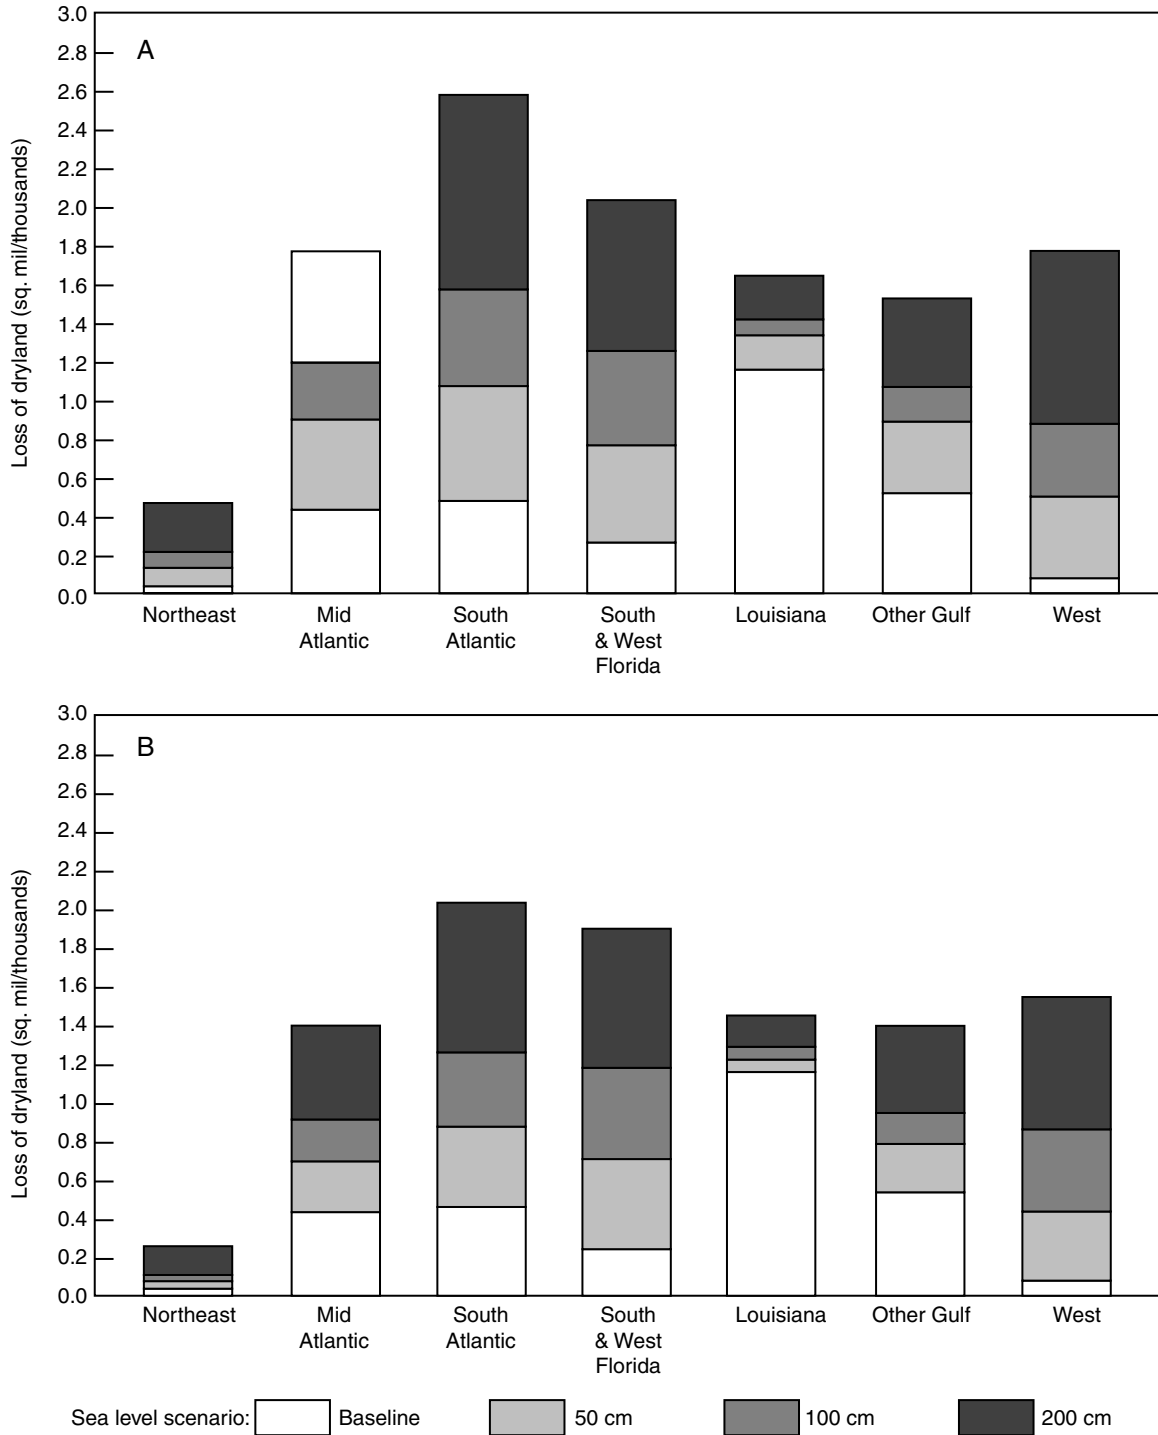 A
Loss of dryland (sq. mil/thousands)
3.0
2.8
2.6
2.4
2.2
2.0
1.8
1.6
1.4
1.2
1.0
0.8
0.6
0.4
0.2
0.0
Northeast
Mid
Atlantic
South
Atlantic
South
& West
Florida
Louisiana
Other Gulf
West
B
Loss of dryland (sq. mil/thousands)
3.0
2.8
2.6
2.4
2.2
2.0
1.8
1.6
1.4
1.2
1.0
0.8
0.6
0.4
0.2
0.0
Northeast
Mid
Atlantic
South
Atlantic
South
& West
Florida
Louisiana
Other Gulf
West
Sea level scenario: Baseline 50 cm 100 cm 200 cm